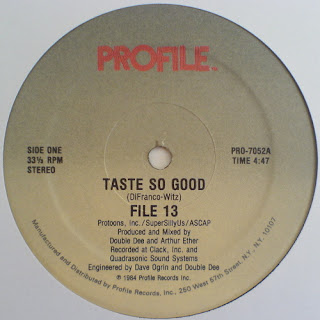 PROFILE™
SIDE ONE
33⅓ RPM
STEREO
PRO-7052A
TIME 4:47
TASTE SO GOOD
(DiFranco-Witz)
FILE 13
Protoons, Inc./SuperSillyUs/ASCAP
Produced and Mixed by
Double Dee and Arthur Ether
Recorded at Clack, Inc. and
Quadrasonic Sound Systems
Engineered by Dave Ogrin and Double Dee
℗ 1984 Profile Records Inc.
Manufactured and Distributed by Profile Records, Inc., 250 West 57th Street, N.Y., N.Y. 10107